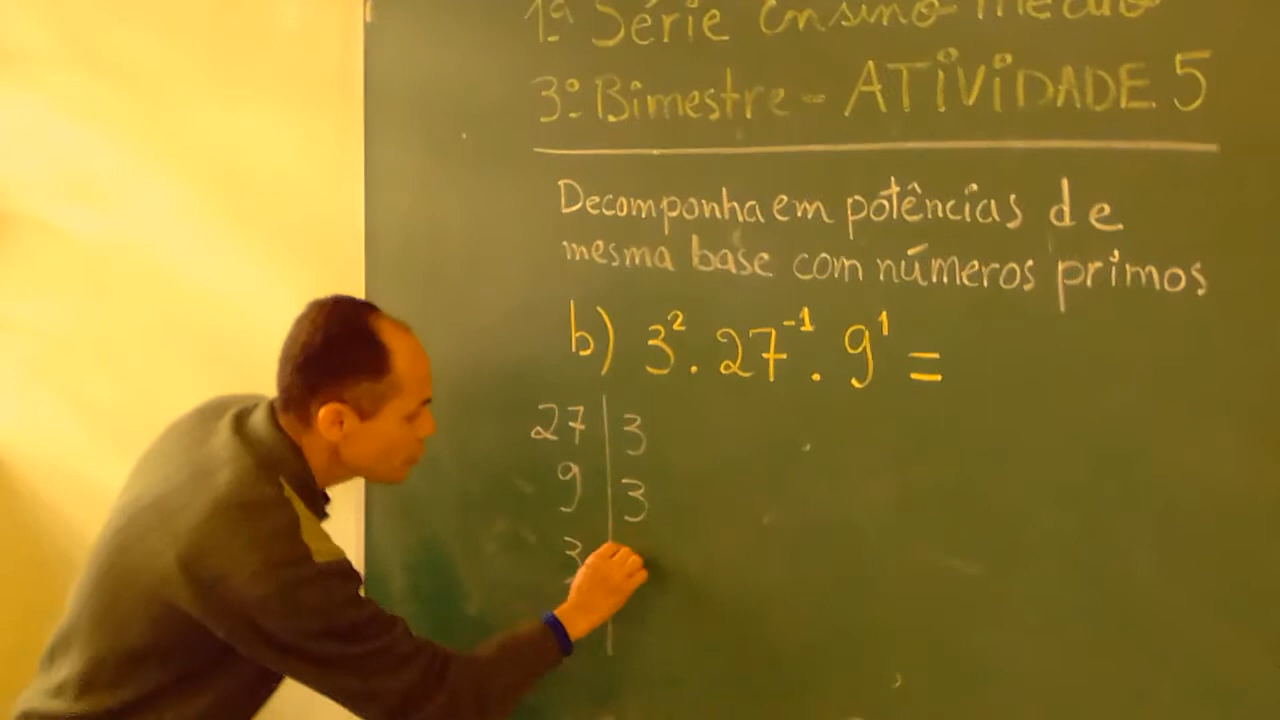 1ª Série Ensino Médio
3º Bimestre - ATIVIDADE 5
Decomponha em potências de
mesma base com números primos
b) 3² . 27⁻¹ . 9¹ =
27 | 3
9 | 3
3